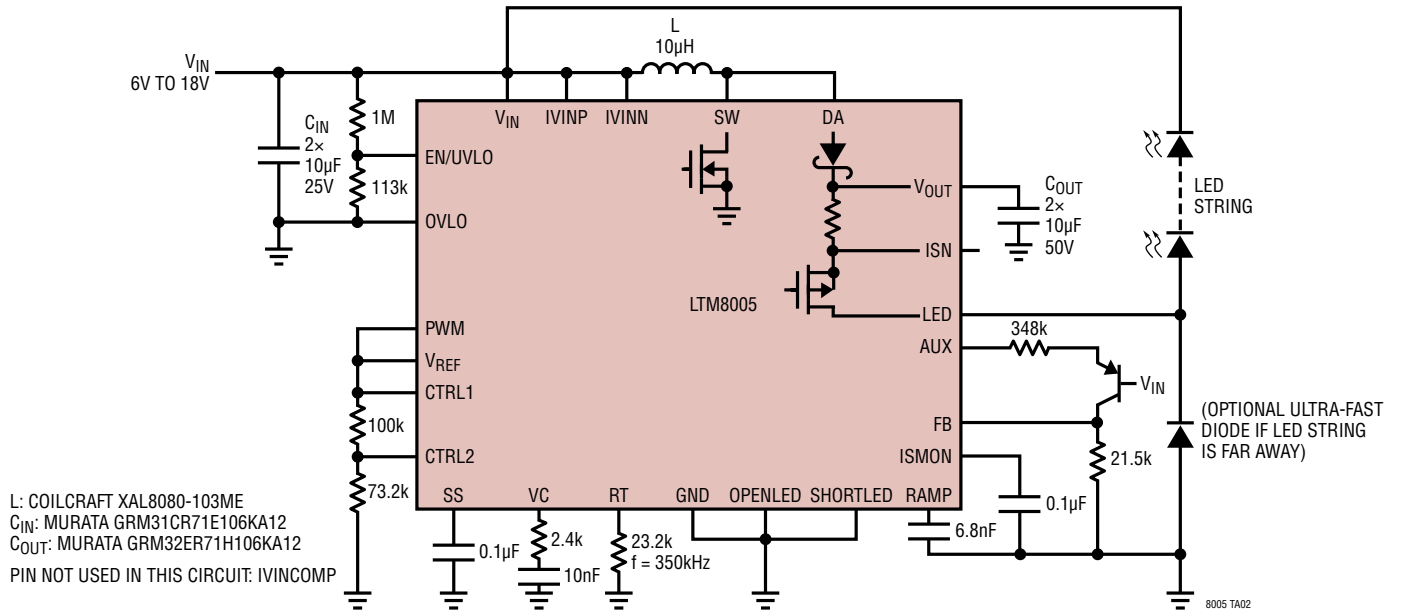 L
10µH
VIN
6V TO 18V
CIN
2×
10µF
25V
1M
113k
VIN
IVINP
IVINN
SW
DA
EN/UVLO
OVLO
VOUT
ISN
LTM8005
LED
AUX
FB
ISMON
PWM
VREF
CTRL1
CTRL2
SS
VC
RT
GND
OPENLED
SHORTLED
RAMP
COUT
2×
10µF
50V
LED
STRING
348k
VIN
(OPTIONAL ULTRA-FAST
DIODE IF LED STRING
IS FAR AWAY)
21.5k
0.1µF
6.8nF
100k
73.2k
0.1µF
2.4k
10nF
23.2k
f = 350kHz
L: COILCRAFT XAL8080-103ME
CIN: MURATA GRM31CR71E106KA12
COUT: MURATA GRM32ER71H106KA12
PIN NOT USED IN THIS CIRCUIT: IVINCOMP
8005 TA02